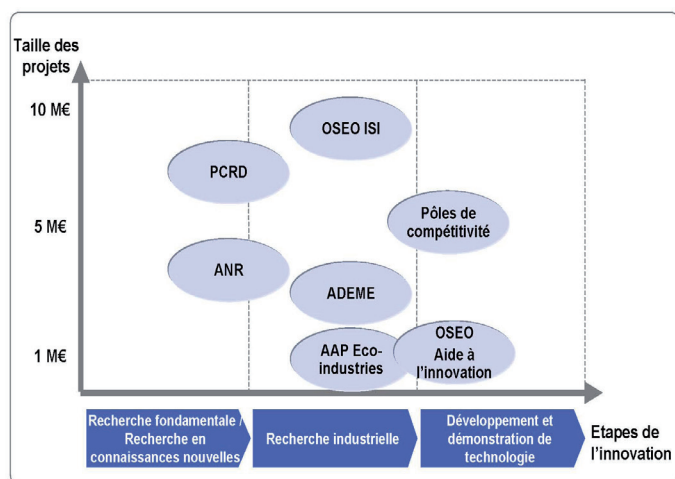 Taille des
projets
10 M€
OSEO ISI
PCRD
5 M€
Pôles de
compétitivité
ANR
ADEME
1 M€
AAP Eco-
industries
OSEO
Aide à
l’innovation
Recherche fondamentale /
Recherche en
connaissances nouvelles
Recherche industrielle
Développement et
démonstration de
technologie
Etapes de
l’innovation